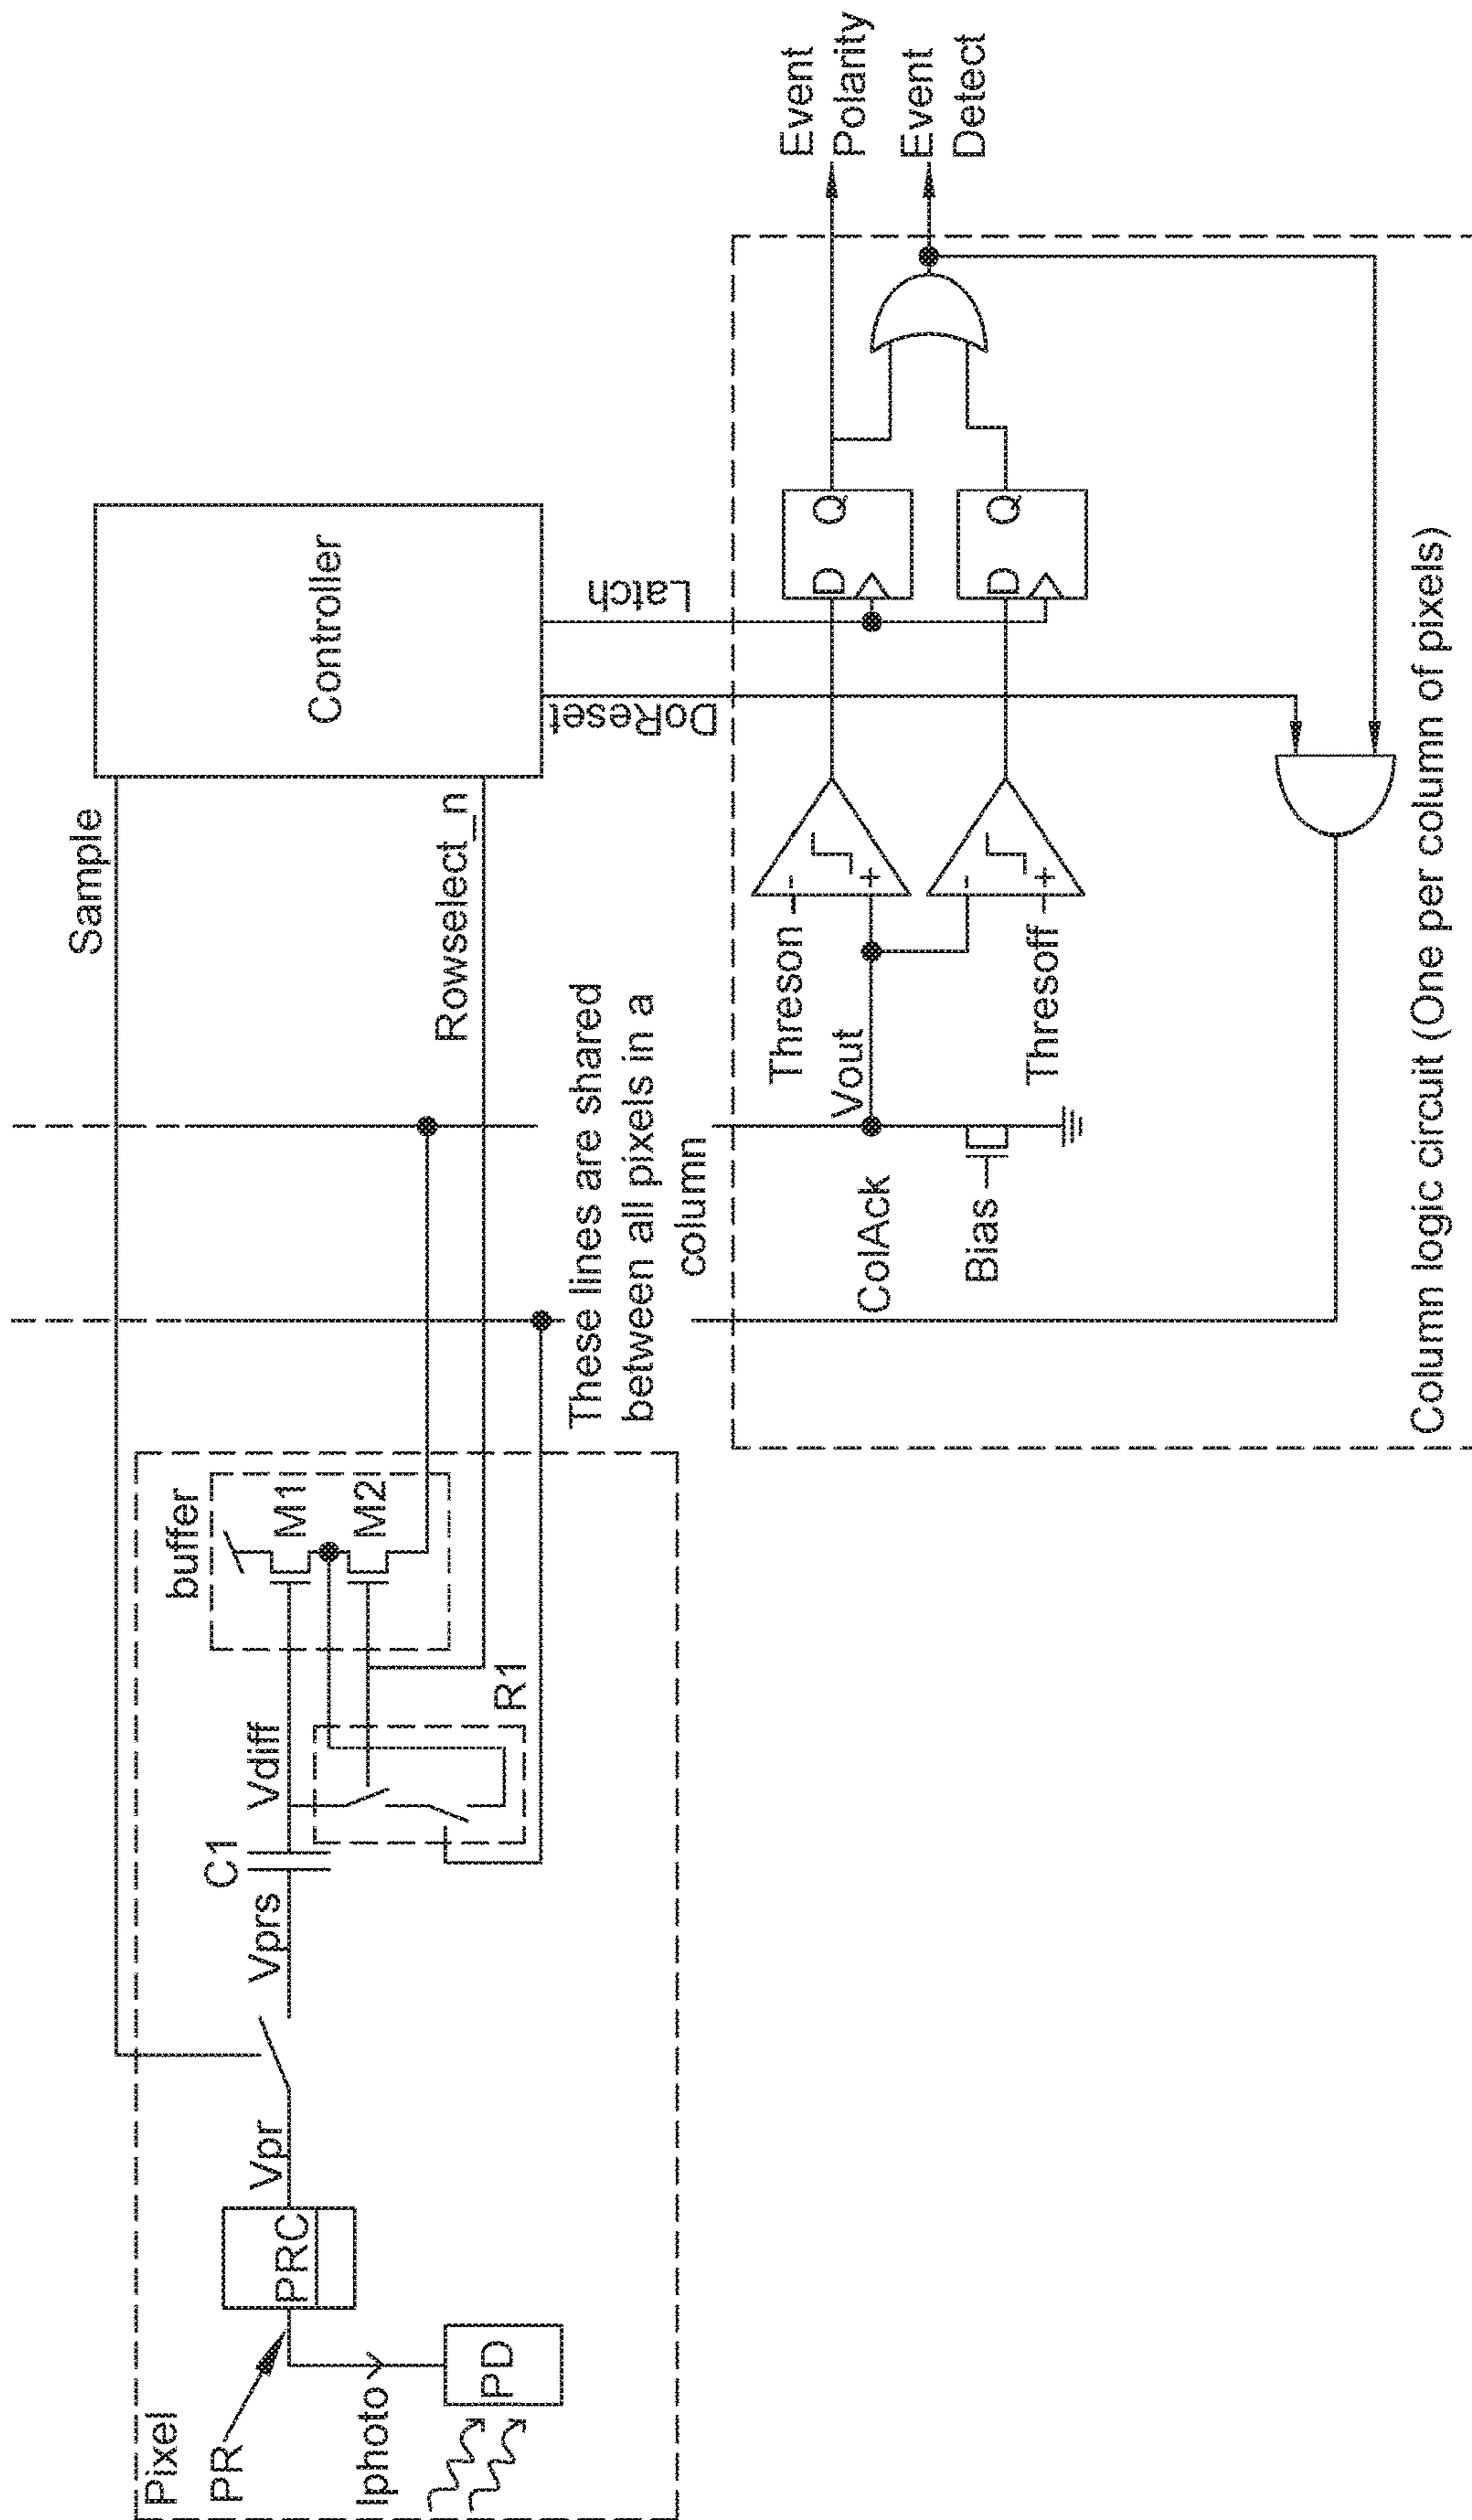 Pixel
PR
Iphoto
PD
PRC
Vpr
Vprs
C1
Vdiff
R1
buffer
M1
M2
Sample
Rowselect_n
Controller
DoReset
Latch
These lines are shared
between all pixels in a
column
ColAck
Bias
Vout
Threson
Thresoff
-
+
-
+
D
Q
D
Q
Event
Polarity
Event
Detect
Column logic circuit (One per column of pixels)